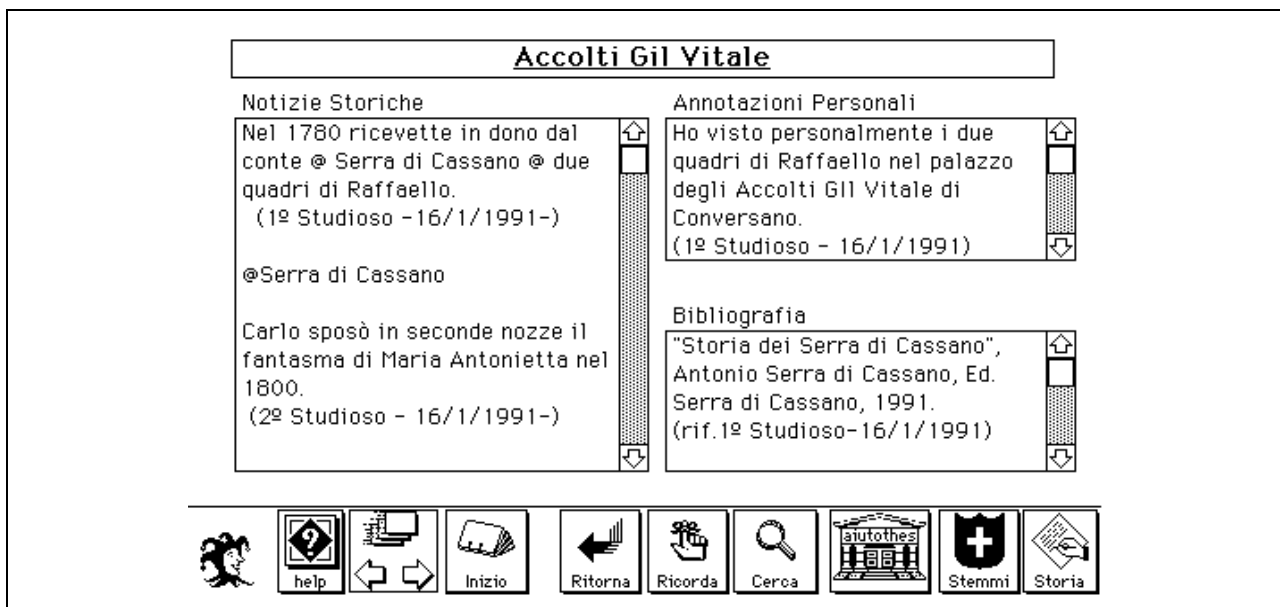 Accolti Gil Vitale
Notizie Storiche
Nel 1780 ricevette in dono dal
conte @ Serra di Cassano @ due
quadri di Raffaello.
(1º Studioso -16/1/1991-)
@Serra di Cassano
Carlo sposò in seconde nozze il
fantasma di Maria Antonietta nel
1800.
(2º Studioso - 16/1/1991-)
Annotazioni Personali
Ho visto personalmente i due
quadri di Raffaello nel palazzo
degli Accolti GIl Vitale di
Conversano.
(1º Studioso - 16/1/1991)
Bibliografia
"Storia dei Serra di Cassano",
Antonio Serra di Cassano, Ed.
Serra di Cassano, 1991.
(rif.1º Studioso-16/1/1991)
?
help
Inizio
Ritorna
Ricorda
Cerca
aiutothes
Stemmi
Storia